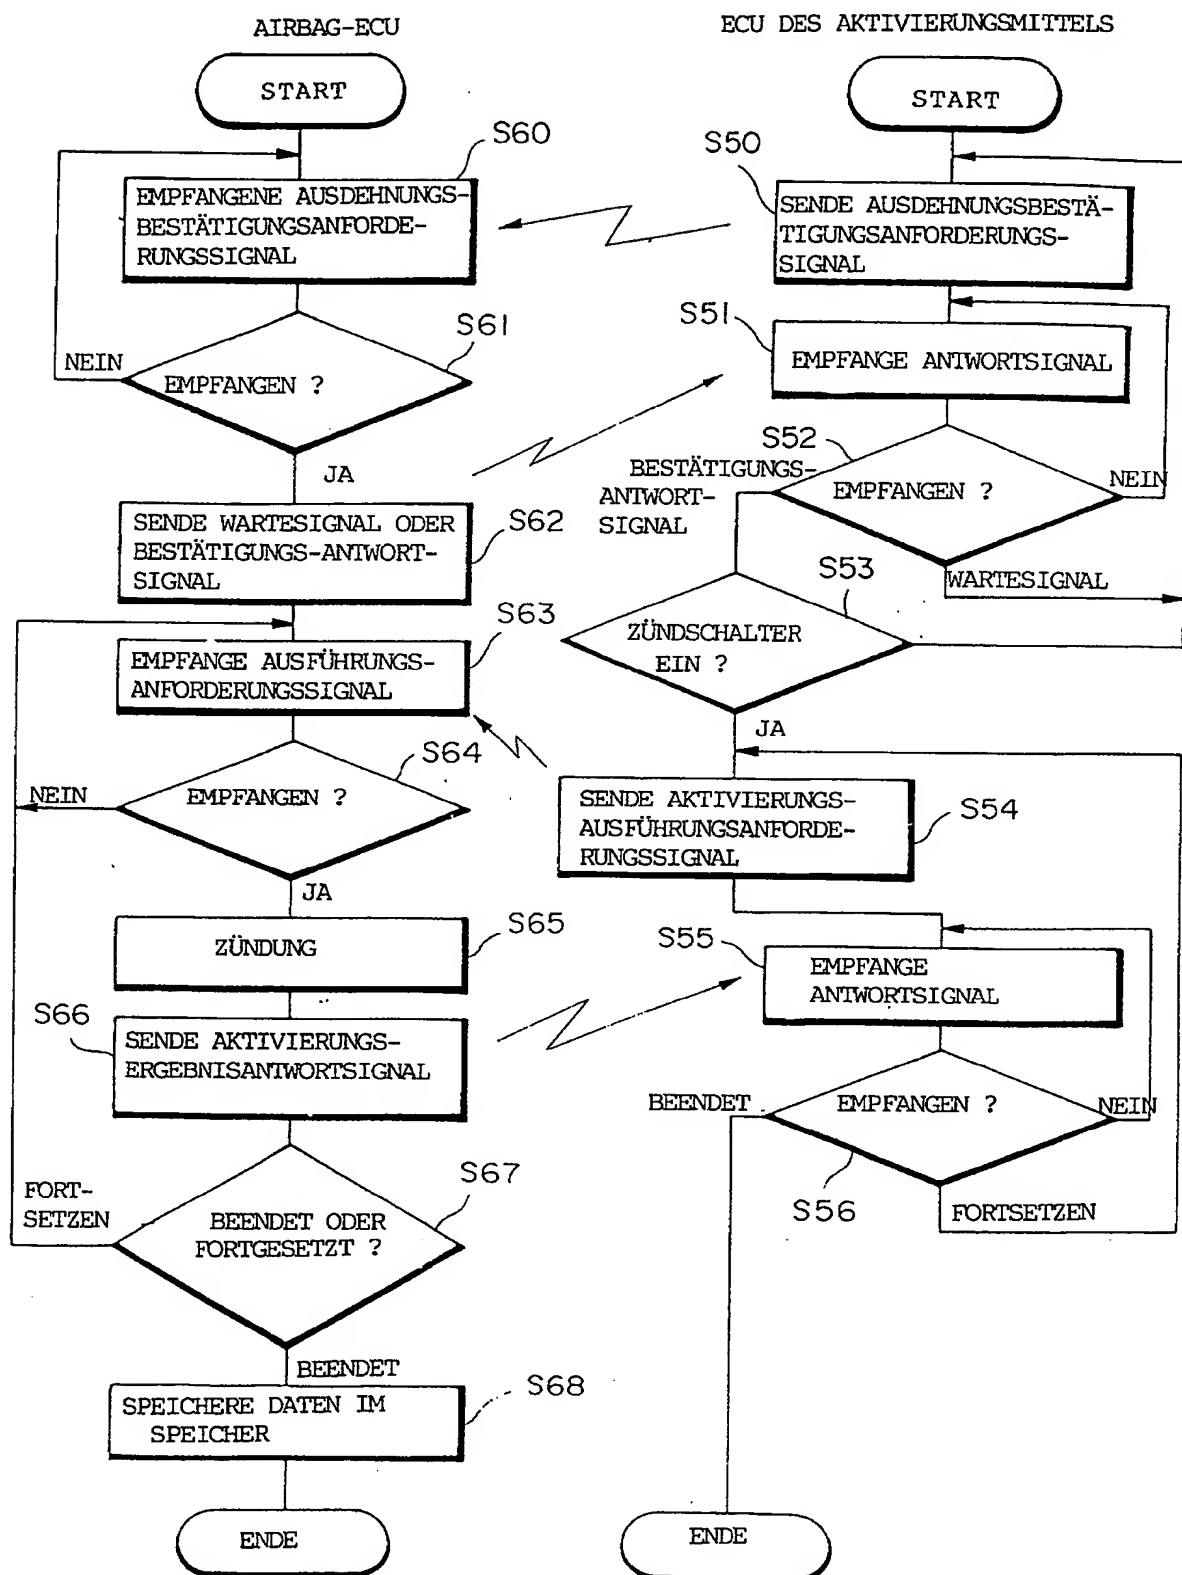 AIRBAG-ECU
START
S60
EMPFANGENE AUSDEHNUNGS-
BESTÄTIGUNGSANFORDE-
RUNGSSIGNAL
S61
NEIN
EMPFANGEN ?
JA
SENDE WARTESIGNAL ODER
BESTÄTIGUNGS-ANTWORT-
SIGNAL
S62
S63
EMPFANGE AUSFÜHRUNGS-
ANFORDERUNGSSIGNAL
S64
NEIN
EMPFANGEN ?
JA
ZÜNDUNG
S65
S66
SENDE AKTIVIERUNGS-
ERGEBNISANTWORTSIGNAL
S67
FORT-
SETZEN
BEENDET ODER
FORTGESETZT ?
BEENDET
S68
SPEICHERE DATEN IM
SPEICHER
ENDE
ECU DES AKTIVIERUNGSMITTELS
START
S50
SENDE AUSDEHNUNGSBESTÄ-
TIGUNGSANFORDERUNGS-
SIGNAL
S51
EMPFANGE ANTWORTSIGNAL
S52
BESTÄTIGUNGS-
ANTWORT-
SIGNAL
EMPFANGEN ?
NEIN
WARTESIGNAL
S53
ZÜNDSCHALTER
EIN ?
JA
SENDE AKTIVIERUNGS-
AUSFÜHRUNGSANFORDE-
RUNGSSIGNAL
S54
S55
EMPFANGE
ANTWORTSIGNAL
BEENDET
EMPFANGEN ?
NEIN
S56
FORTSETZEN
ENDE